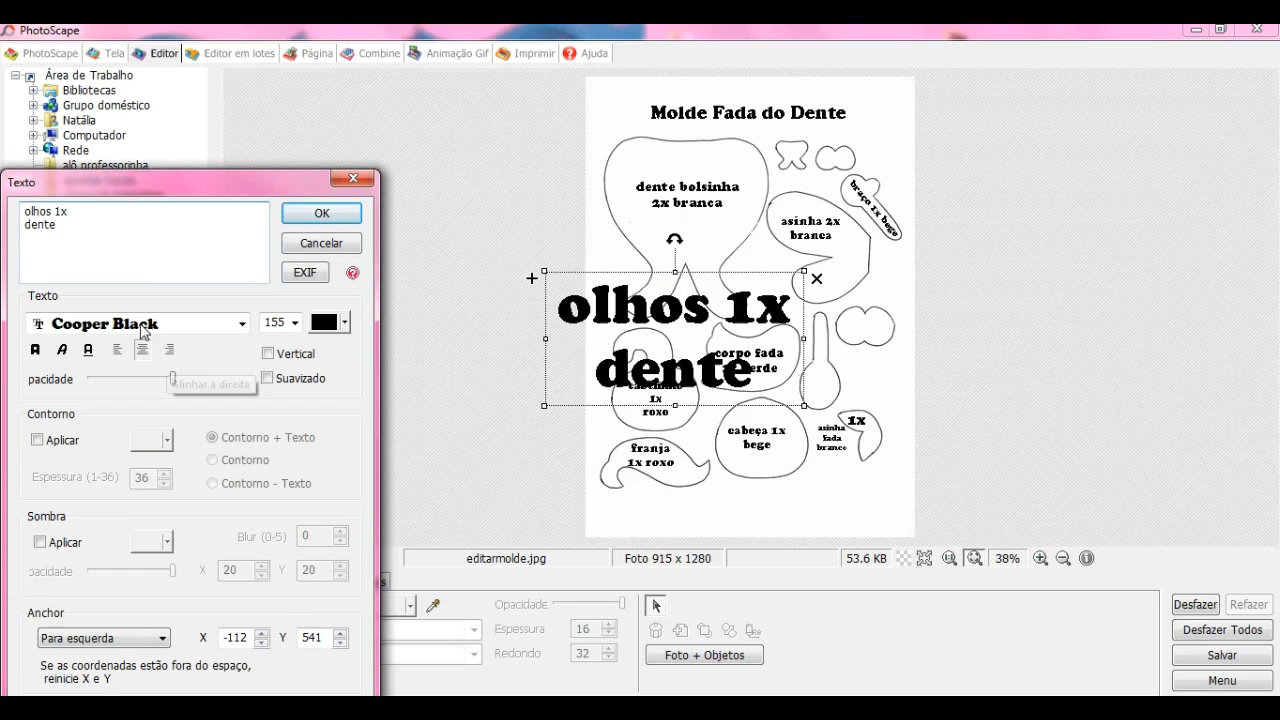 PhotoScape
PhotoScape
Tela
Editor
Editor em lotes
Página
Combine
Animação Gif
Imprimir
Ajuda
Área de Trabalho
Bibliotecas
Grupo doméstico
Natália
Computador
Rede
alô professorinha
Texto
olhos 1x
dente
OK
Cancelar
EXIF
Texto
Cooper Black
155
Vertical
Suavizado
pacidade
Alinhar à direita
Contorno
Aplicar
Contorno + Texto
Contorno
Espessura (1-36)
36
Contorno - Texto
Sombra
Aplicar
Blur (0-5)
0
pacidade
X
20
Y
20
Anchor
Para esquerda
X
-112
Y
541
Se as coordenadas estão fora do espaço,
reinicie X e Y
Molde Fada do Dente
dente bolsinha
2x branca
braço 1x bege
asinha 2x
branca
olhos 1x
dente
corpo fada
1x
roxo
cabeça 1x
bege
franja
1x roxo
asinha
fada
branco
1x
editarmolde.jpg
Foto 915 x 1280
53.6 KB
38%
Opacidade
Espessura
16
Redondo
32
Foto + Objetos
Desfazer
Refazer
Desfazer Todos
Salvar
Menu